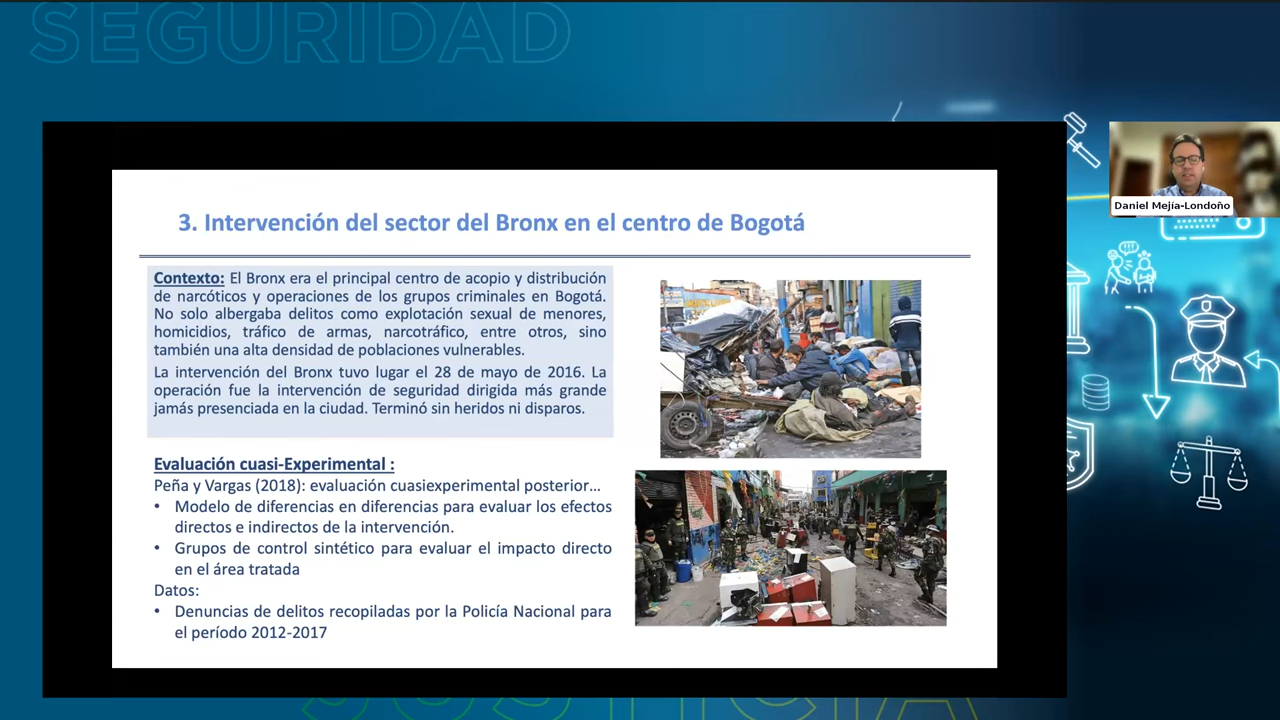 SEGURIDAD
Daniel Mejía-Londoño
3. Intervención del sector del Bronx en el centro de Bogotá
Contexto: El Bronx era el principal centro de acopio y distribución
de narcóticos y operaciones de los grupos criminales en Bogotá.
No solo albergaba delitos como explotación sexual de menores,
homicidios, tráfico de armas, narcotráfico, entre otros, sino
también una alta densidad de poblaciones vulnerables.
La intervención del Bronx tuvo lugar el 28 de mayo de 2016. La
operación fue la intervención de seguridad dirigida más grande
jamás presenciada en la ciudad. Terminó sin heridos ni disparos.
Evaluación cuasi-Experimental :
Peña y Vargas (2018): evaluación cuasiexperimental posterior...
• Modelo de diferencias en diferencias para evaluar los efectos
directos e indirectos de la intervención.
• Grupos de control sintético para evaluar el impacto directo
en el área tratada
Datos:
• Denuncias de delitos recopiladas por la Policía Nacional para
el período 2012-2017
JUSTICIA